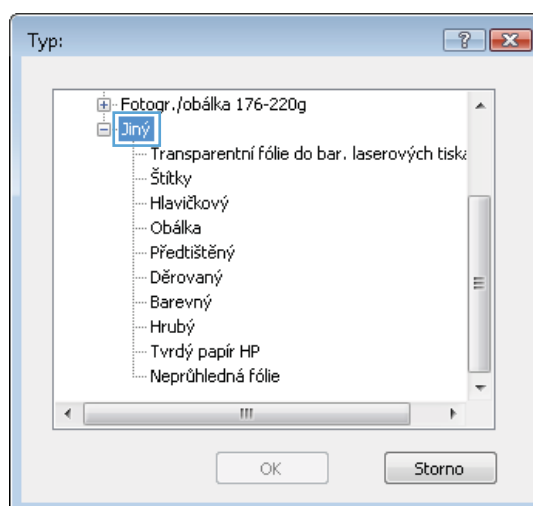 Typ:
Fotogr./obálka 176-220g
Jiný
Transparentní fólie do bar. laserových tiska
Štítky
Hlavičkový
Obálka
Předtištěný
Děrovaný
Barevný
Hrubý
Tvrdý papír HP
Neprůhledná fólie
OK
Storno